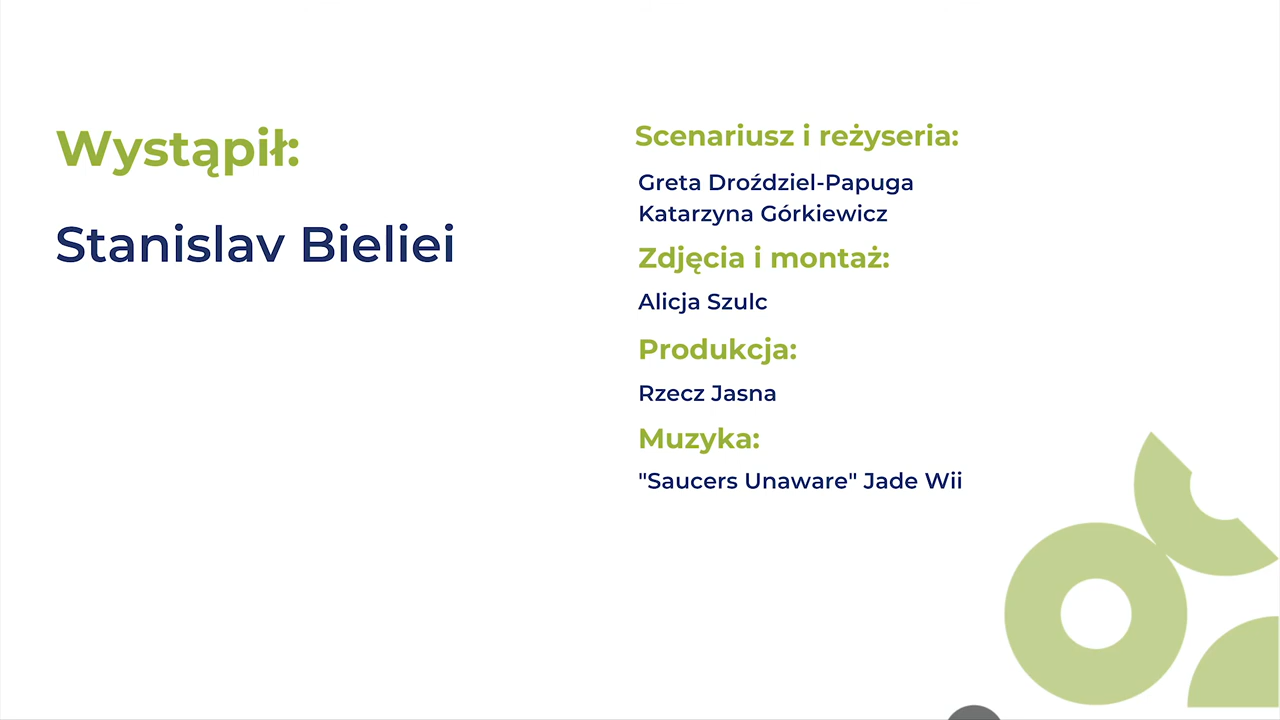 Wystąpił:
Stanislav Bieliei
Scenariusz i reżyseria:
Greta Droździel-Papuga
Katarzyna Górkiewicz
Zdjęcia i montaż:
Alicja Szulc
Produkcja:
Rzecz Jasna
Muzyka:
"Saucers Unaware" Jade Wii